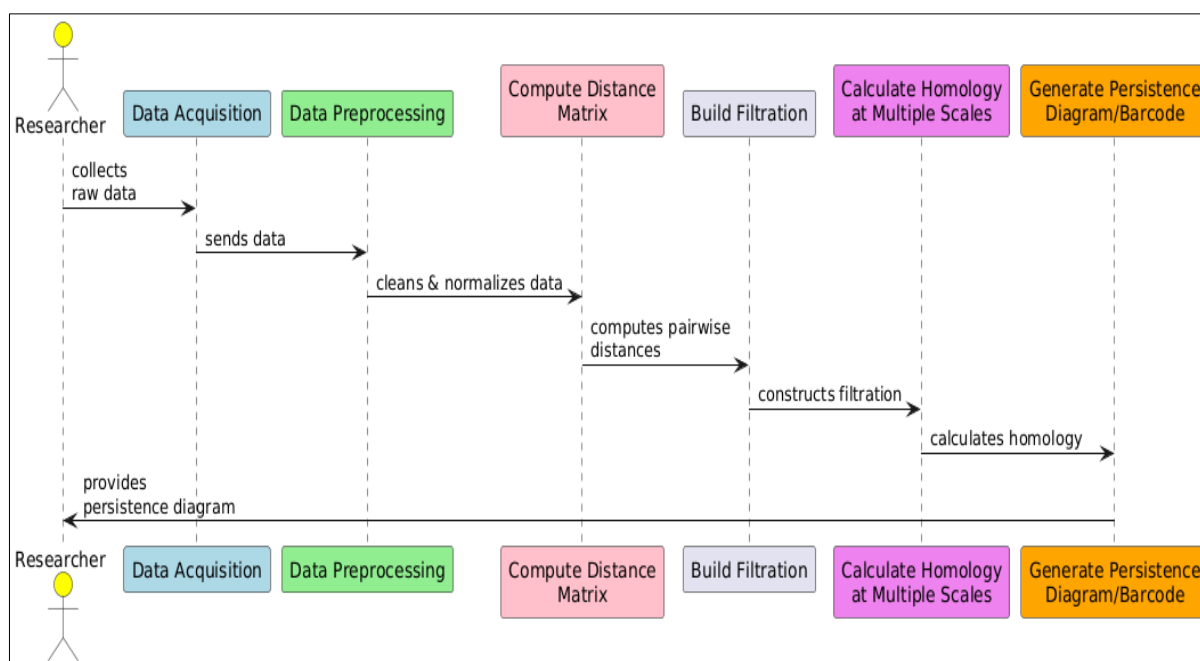 Researcher
Data Acquisition
Data Preprocessing
Compute Distance
Matrix
Build Filtration
Calculate Homology
at Multiple Scales
Generate Persistence
Diagram/Barcode
collects
raw data
sends data
cleans & normalizes data
computes pairwise
distances
constructs filtration
calculates homology
provides
persistence diagram
Researcher
Data Acquisition
Data Preprocessing
Compute Distance
Matrix
Build Filtration
Calculate Homology
at Multiple Scales
Generate Persistence
Diagram/Barcode